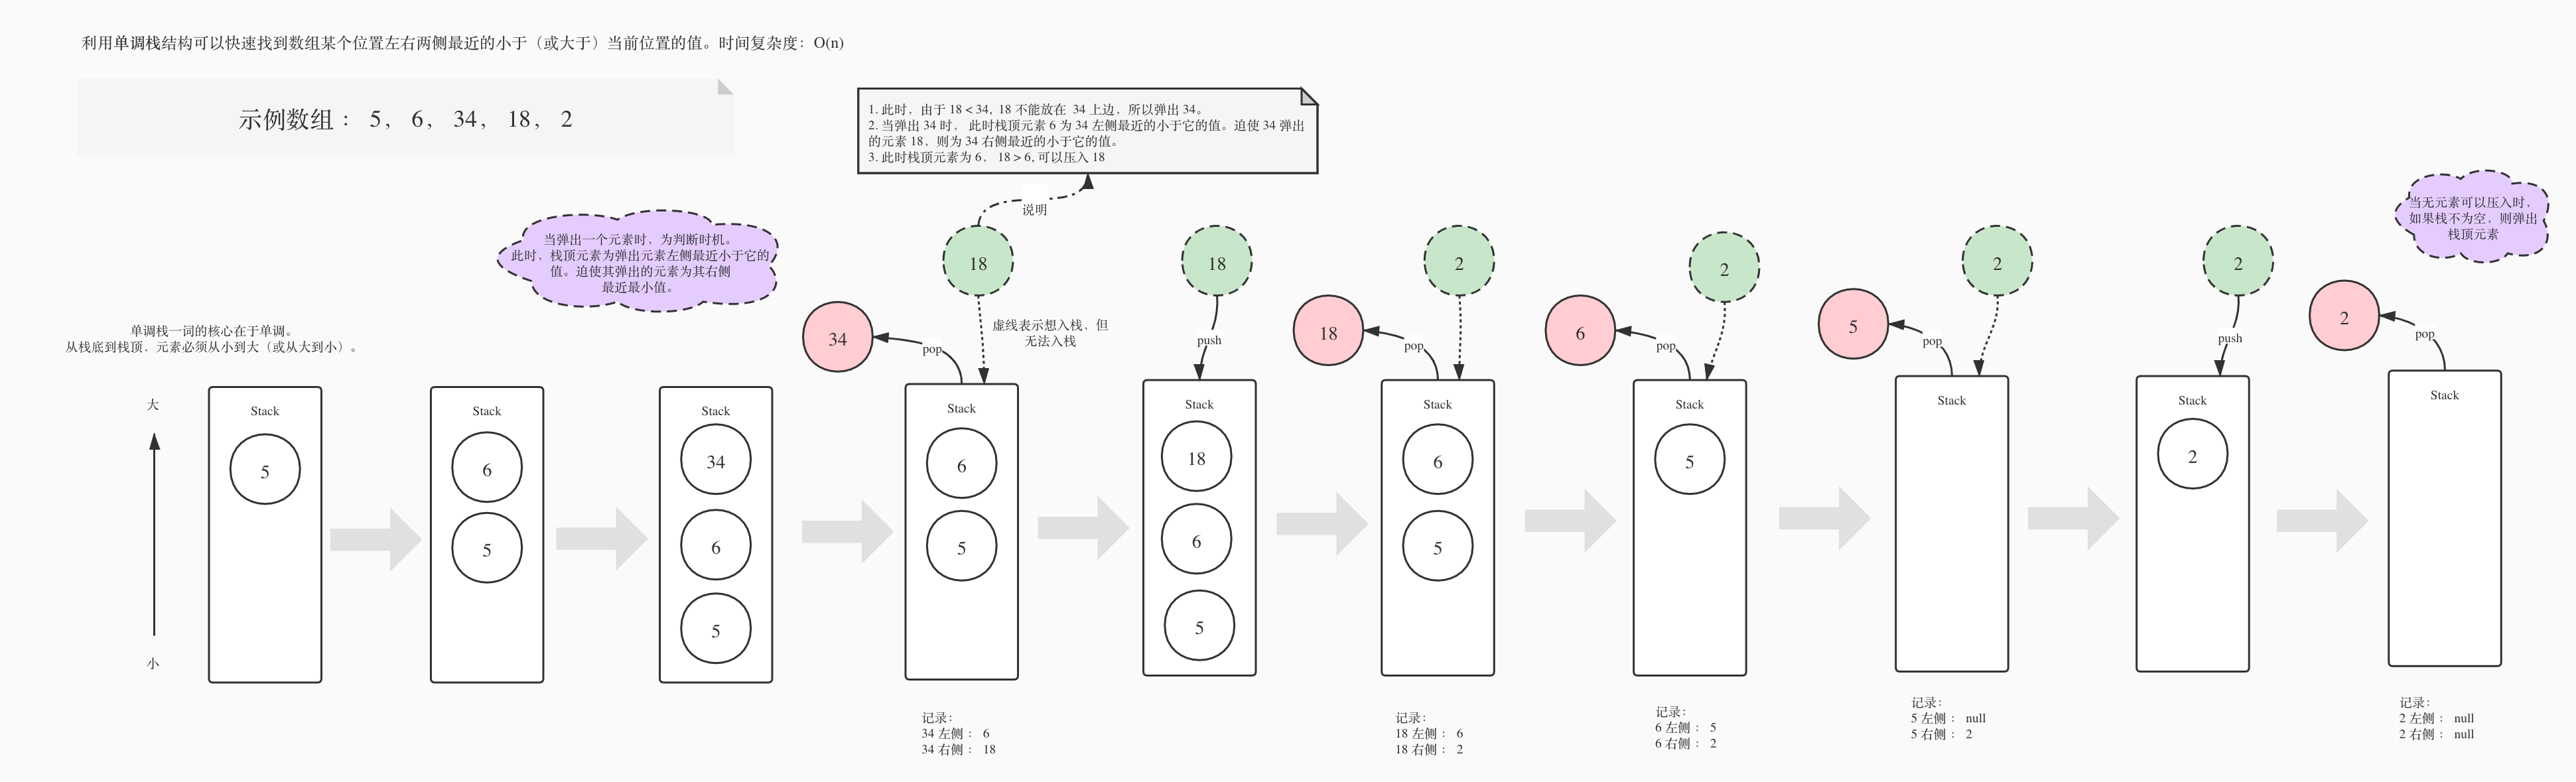 利用单调栈结构可以快速找到数组某个位置左右两侧最近的小于（或大于）当前位置的值。时间复杂度：O(n)
示例数组： 5， 6， 34， 18， 2
1. 此时，由于 18 < 34, 18 不能放在 34 上边，所以弹出 34。
2. 当弹出 34 时， 此时栈顶元素 6 为 34 左侧最近的小于它的值。迫使 34 弹出
的元素 18，则为 34 右侧最近的小于它的值。
3. 此时栈顶元素为 6， 18 > 6, 可以压入 18
说明
当弹出一个元素时，为判断时机。
此时，栈顶元素为弹出元素左侧最近小于它的
值。迫使其弹出的元素为其右侧
最近最小值。
当无元素可以压入时，
如果栈不为空，则弹出
栈顶元素
单调栈一词的核心在于单调。
从栈底到栈顶，元素必须从小到大（或从大到小）。
大
小
Stack
5
Stack
6
5
Stack
34
6
5
18
34
pop
虚线表示想入栈，但
无法入栈
Stack
6
5
记录：
34 左侧： 6
34 右侧： 18
18
push
Stack
18
6
5
2
18
pop
Stack
6
5
记录：
18 左侧： 6
18 右侧： 2
2
6
pop
Stack
5
记录：
6 左侧： 5
6 右侧： 2
2
5
pop
Stack
记录：
5 左侧： null
5 右侧： 2
2
push
Stack
2
2
pop
Stack
记录：
2 左侧： null
2 右侧： null